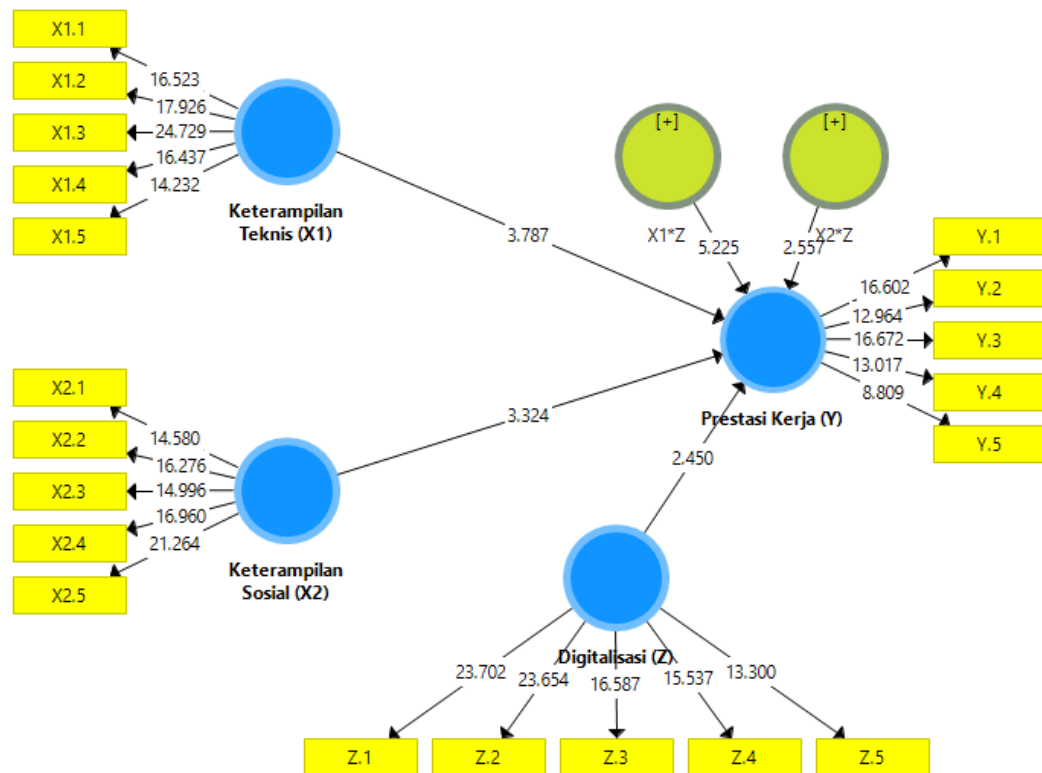 X1.1
X1.2
X1.3
X1.4
X1.5
16.523
17.926
24.729
16.437
14.232
Keterampilan
Teknis (X1)
3.787
[+]
X1*Z
5.225
[+]
X2*Z
2.557
Y.1
Y.2
Y.3
Y.4
Y.5
16.602
12.964
16.672
13.017
8.809
Prestasi Kerja (Y)
X2.1
X2.2
X2.3
X2.4
X2.5
14.580
16.276
14.996
16.960
21.264
Keterampilan
Sosial (X2)
3.324
2.450
Digitalisasi (Z)
23.702
23.654
16.587
15.537
13.300
Z.1
Z.2
Z.3
Z.4
Z.5